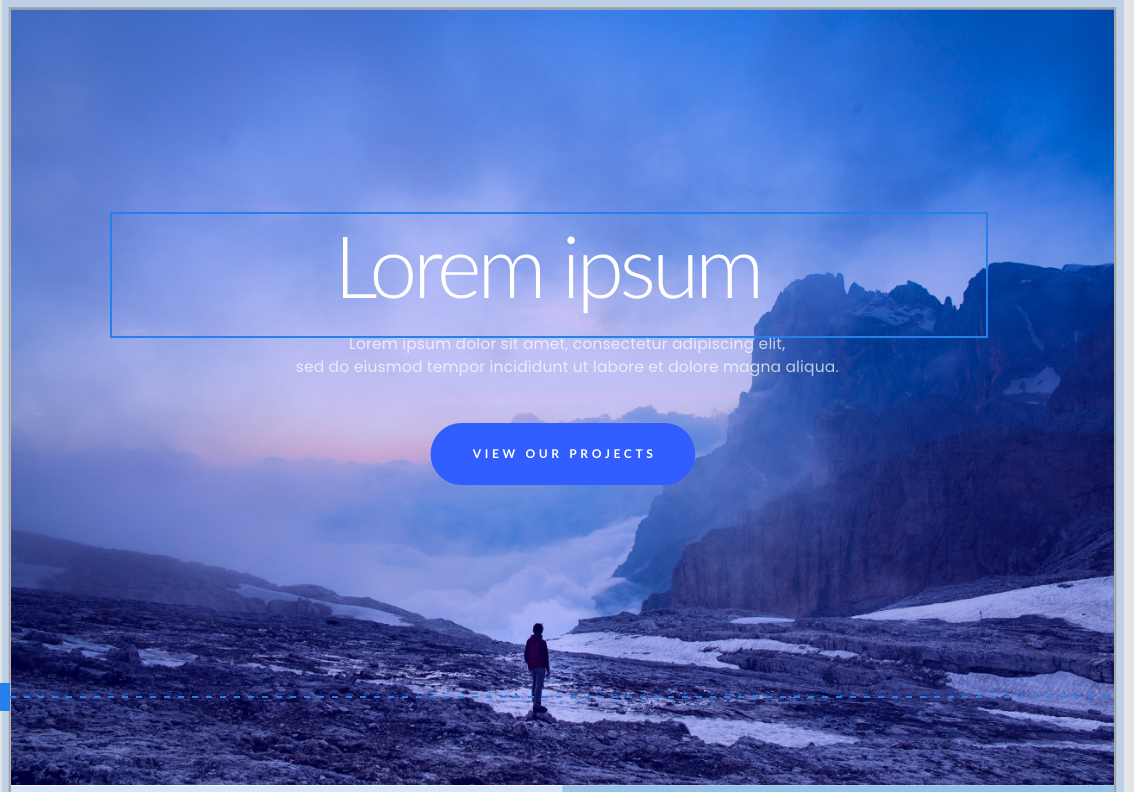 Lorem ipsum
Lorem ipsum dolor sit amet, consectetur adipiscing elit,
sed do eiusmod tempor incididunt ut labore et dolore magna aliqua.
VIEW OUR PROJECTS